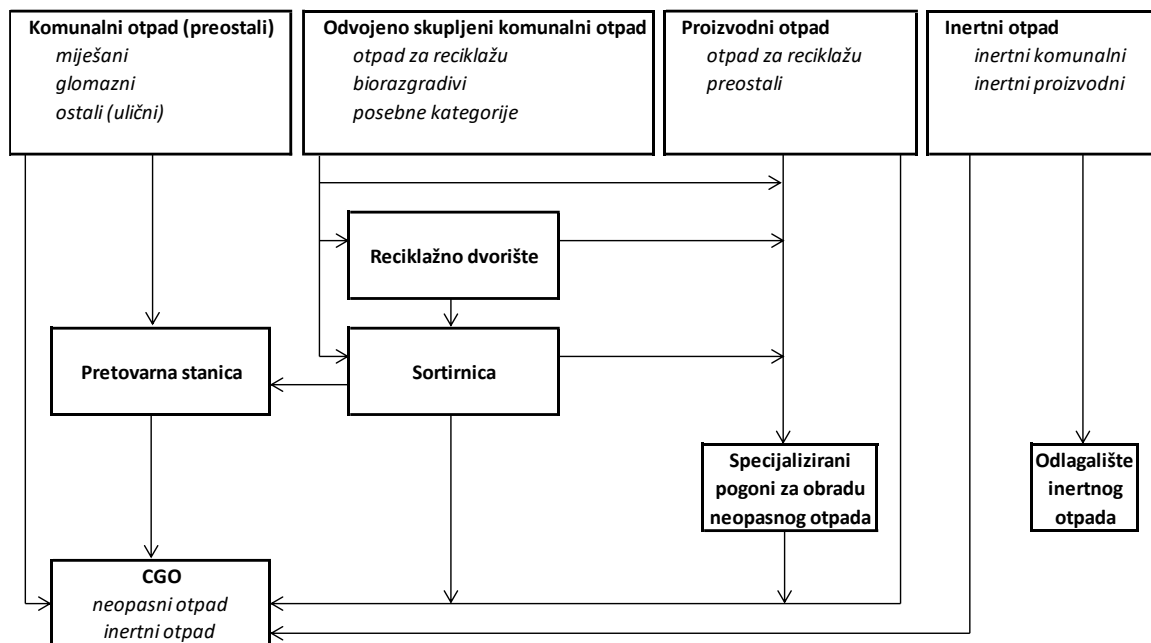 Komunalni otpad (preostali)
miješani
glomazni
ostali (ulični)
Odvojeno skupljeni komunalni otpad
otpad za reciklažu
biorazgradivi
posebne kategorije
Proizvodni otpad
otpad za reciklažu
preostali
Inertni otpad
inertni komunalni
inertni proizvodni
Reciklažno dvorište
Pretovarna stanica
Sortirnica
Specijalizirani
pogoni za obradu
neopasnog otpada
Odlagalište
inertnog
otpada
CGO
neopasni otpad
inertni otpad